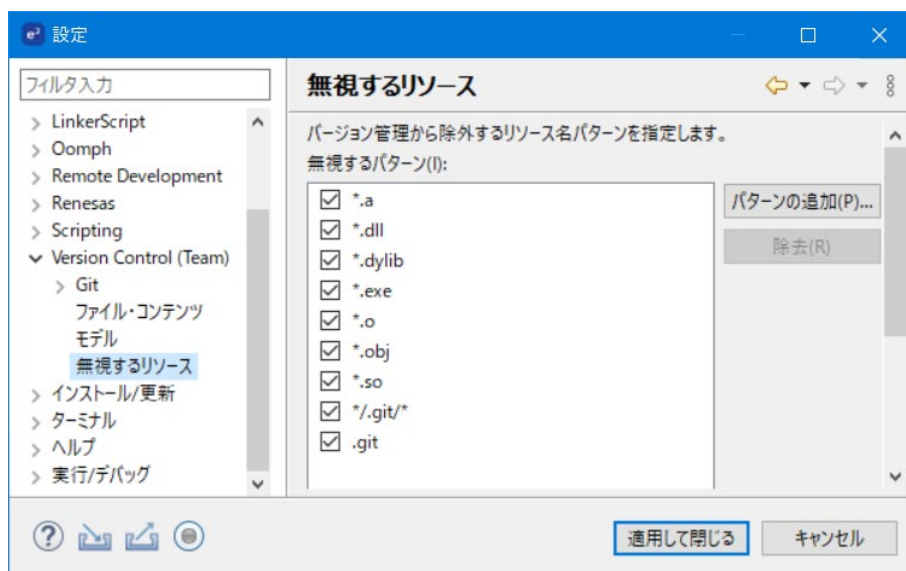 e² 設定
フィルタ入力
LinkerScript
Oomph
Remote Development
Renesas
Scripting
Version Control (Team)
Git
ファイル・コンテンツ
モデル
無視するリソース
インストール/更新
ターミナル
ヘルプ
実行/デバッグ
無視するリソース
バージョン管理から除外するリソース名パターンを指定します。
無視するパターン(I):
*.a
*.dll
*.dylib
*.exe
*.o
*.obj
*.so
*/.git/*
.git
パターンの追加(P)...
除去(R)
適用して閉じる
キャンセル